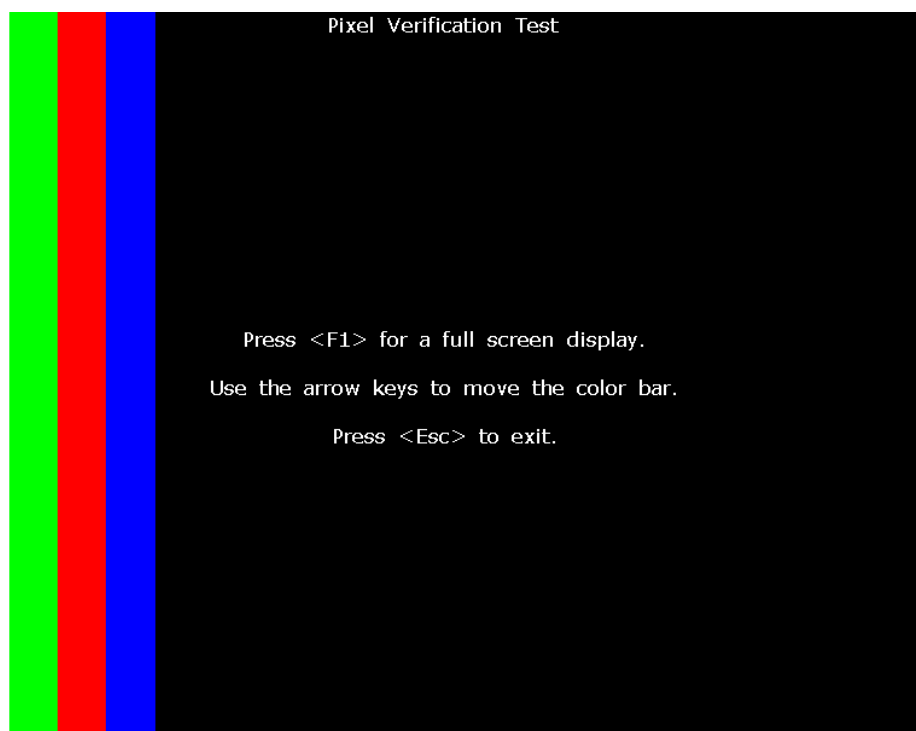 Pixel Verification Test
Press <F1> for a full screen display.
Use the arrow keys to move the color bar.
Press <Esc> to exit.